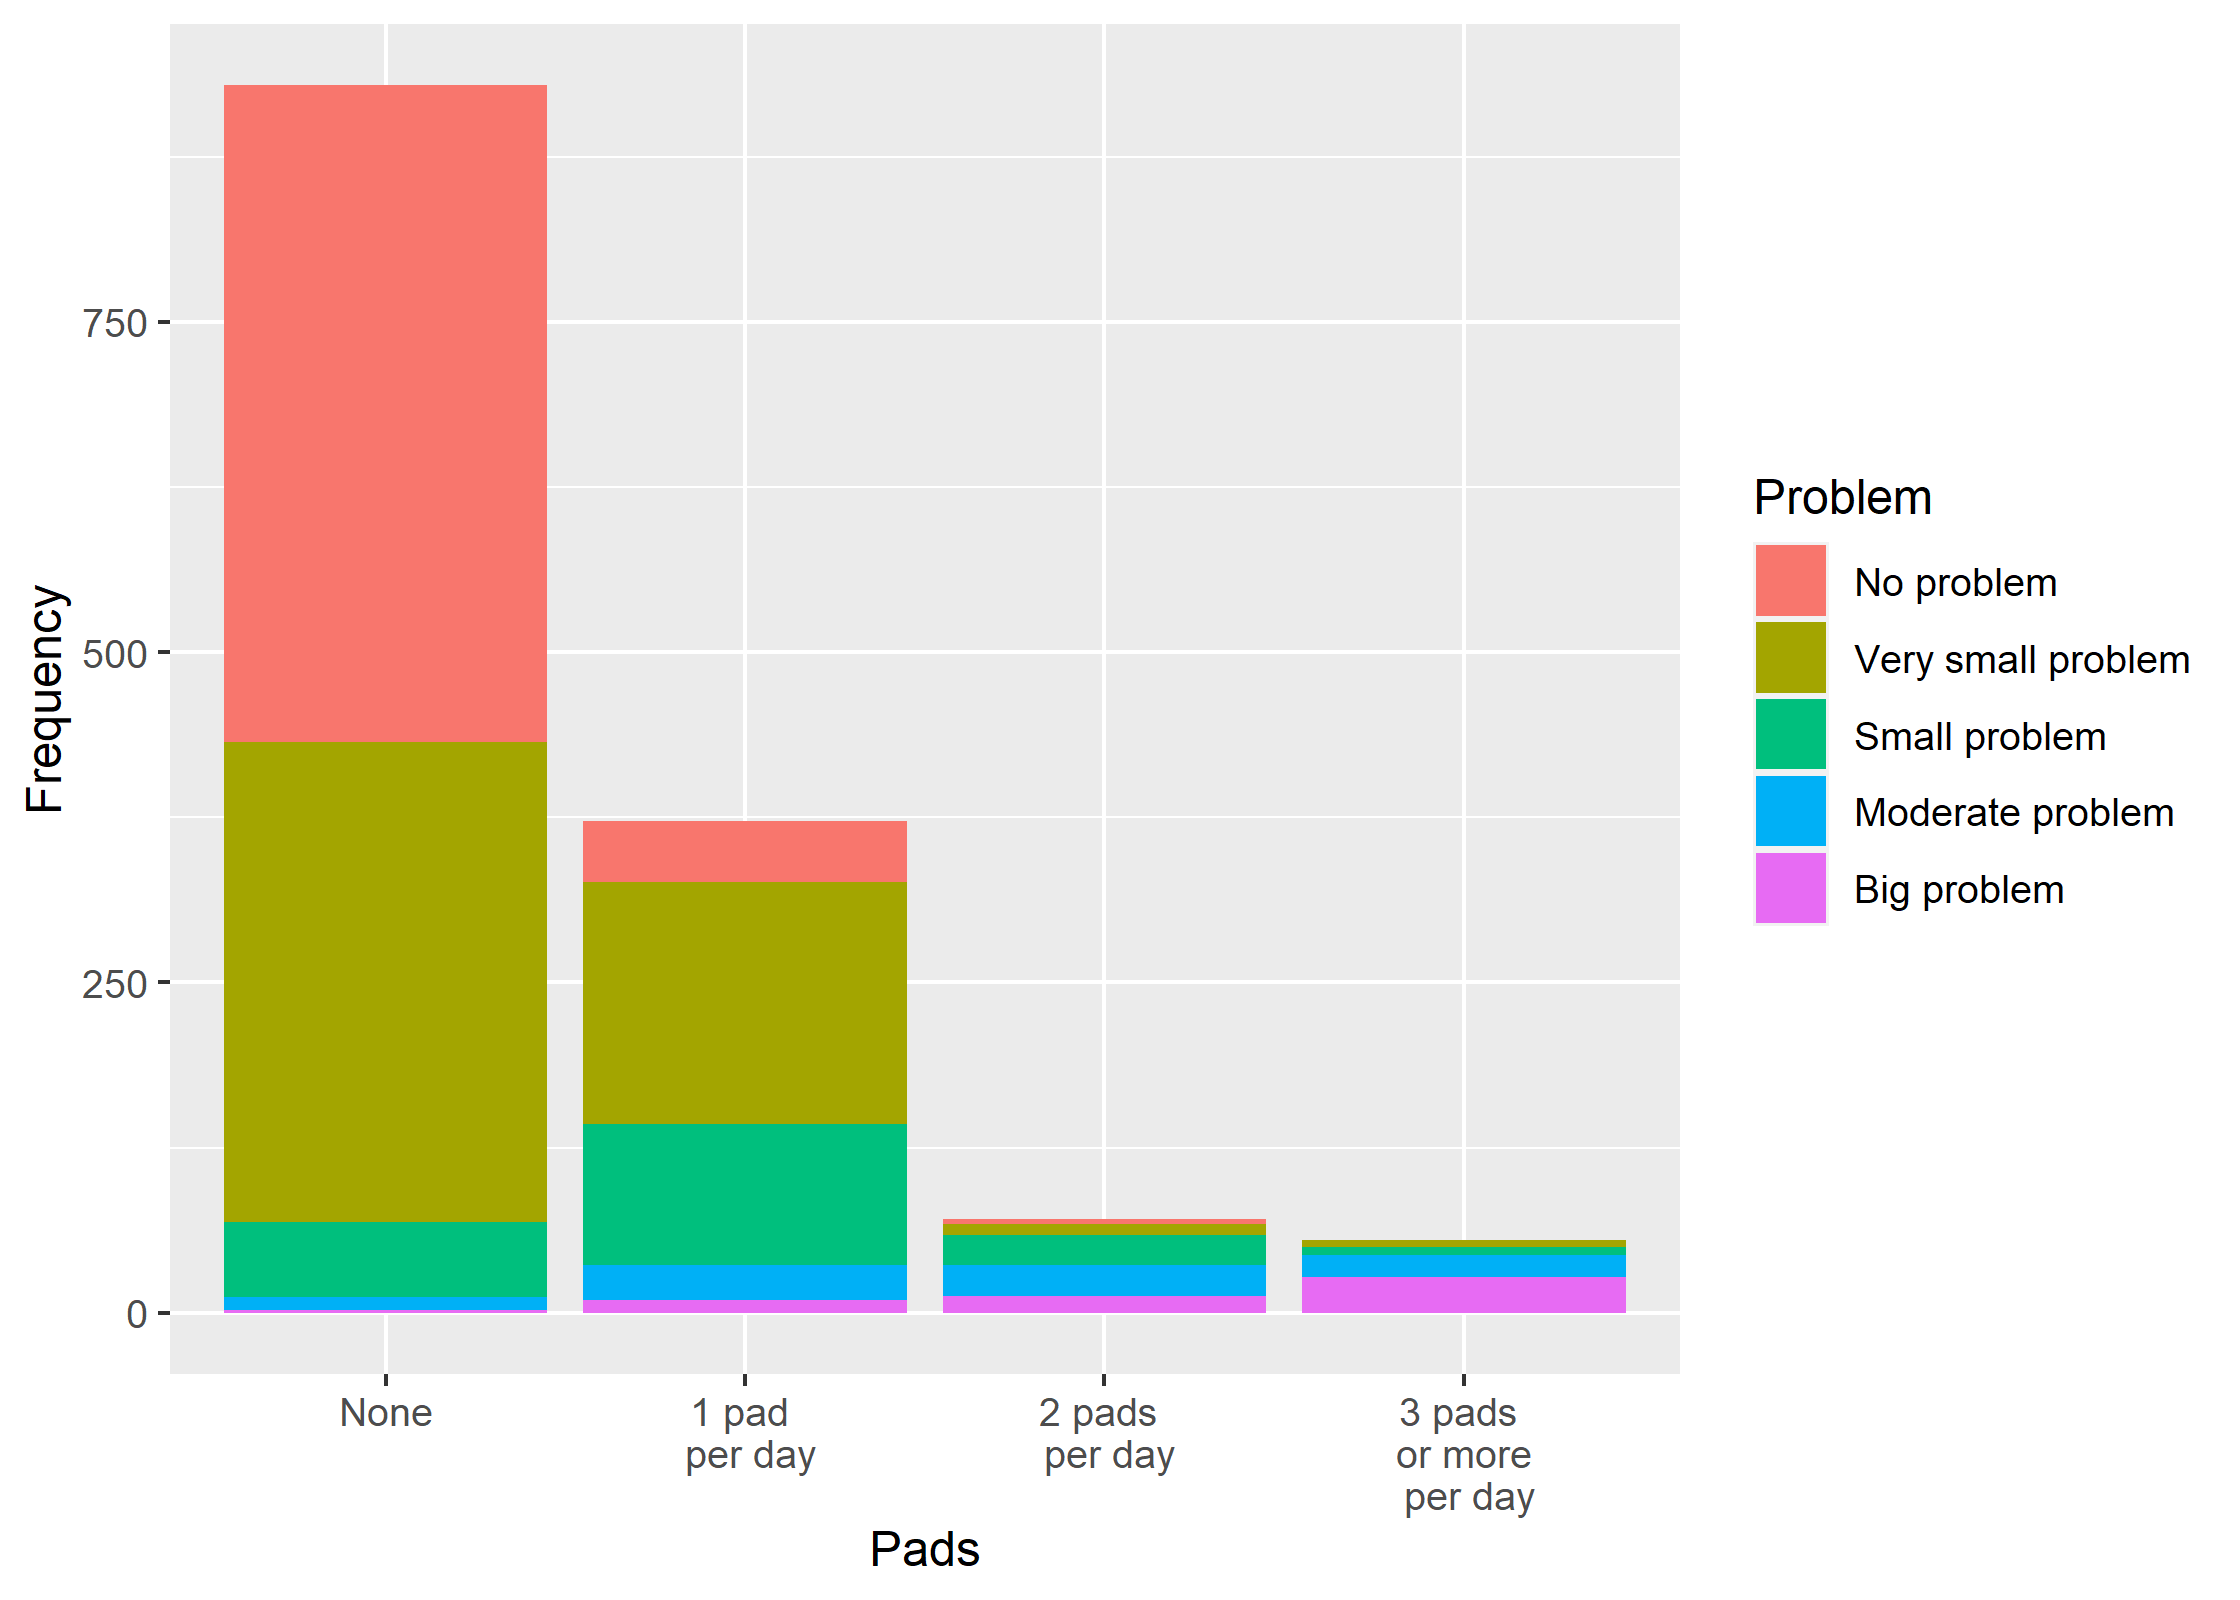 Frequency
750
500
250
0
None
1 pad
per day
2 pads
per day
3 pads
or more
per day
Pads
Problem
No problem
Very small problem
Small problem
Moderate problem
Big problem